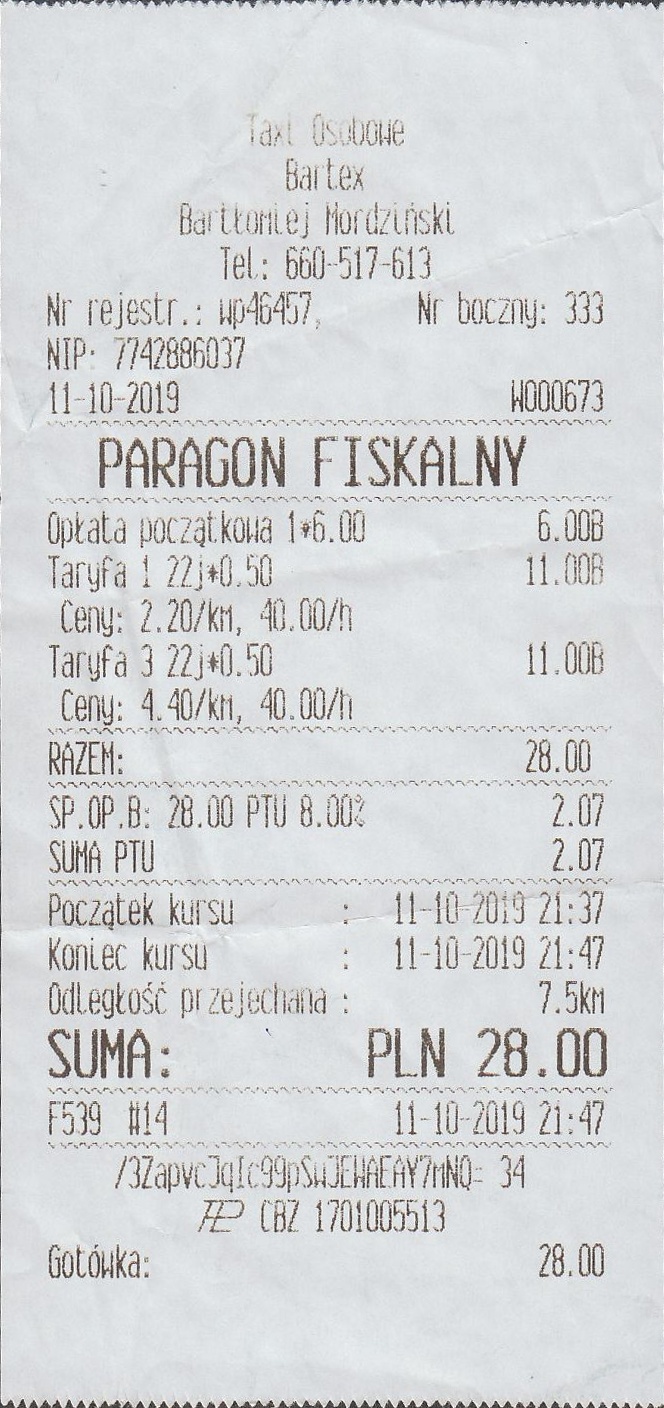 Taxi Osobowe
Bartex
Bartłomiej Mordziński
Tel: 660-517-613
Nr rejestr.: wp46457, Nr boczny: 333
NIP: 7742886037
11-10-2019 W000673
PARAGON FISKALNY
Opłata początkowa 1*6.00 6.00B
Taryfa 1 22j*0.50 11.00B
Ceny: 2.20/km, 40.00/h
Taryfa 3 22j*0.50 11.00B
Ceny: 4.40/km, 40.00/h
RAZEM: 28.00
SP.OP.B: 28.00 PTU 8.00% 2.07
SUMA PTU 2.07
Początek kursu : 11-10-2019 21:37
Koniec kursu : 11-10-2019 21:47
Odległość przejechana : 7.5km
SUMA: PLN 28.00
F539 #14 11-10-2019 21:47
/3ZapvcJqIc99pSwJEWAEAY7mNQ= 34
CBZ 1701005513
Gotówka: 28.00